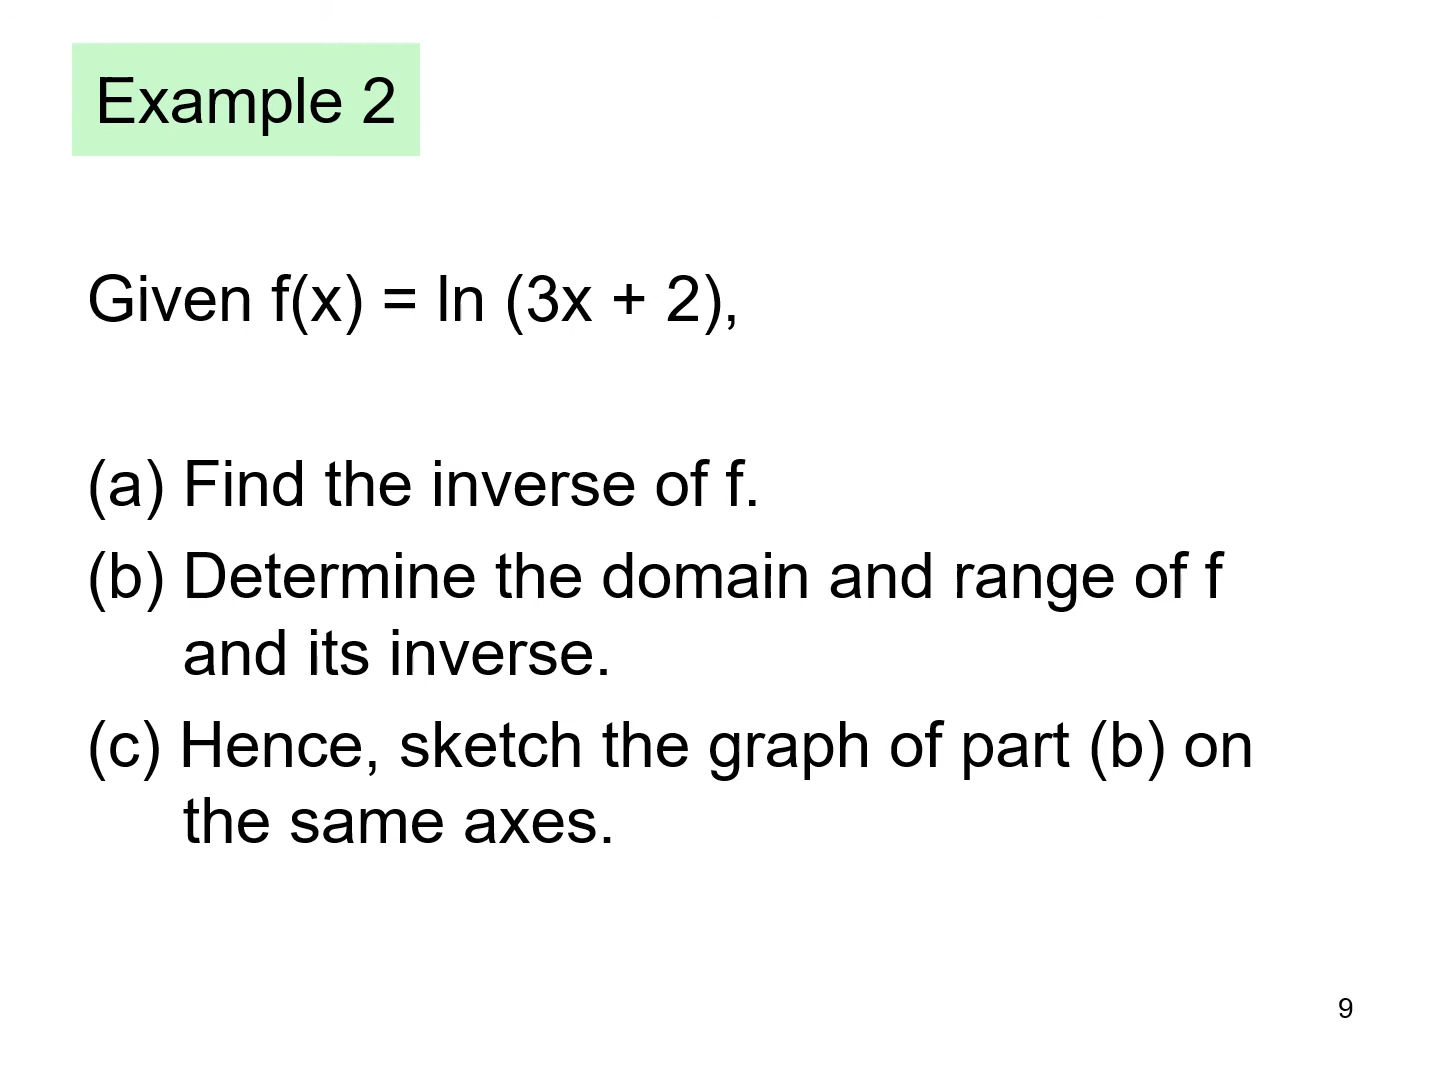 Example 2
Given f(x) = ln (3x + 2),
(a) Find the inverse of f.
(b) Determine the domain and range of f
and its inverse.
(c) Hence, sketch the graph of part (b) on
the same axes.
9